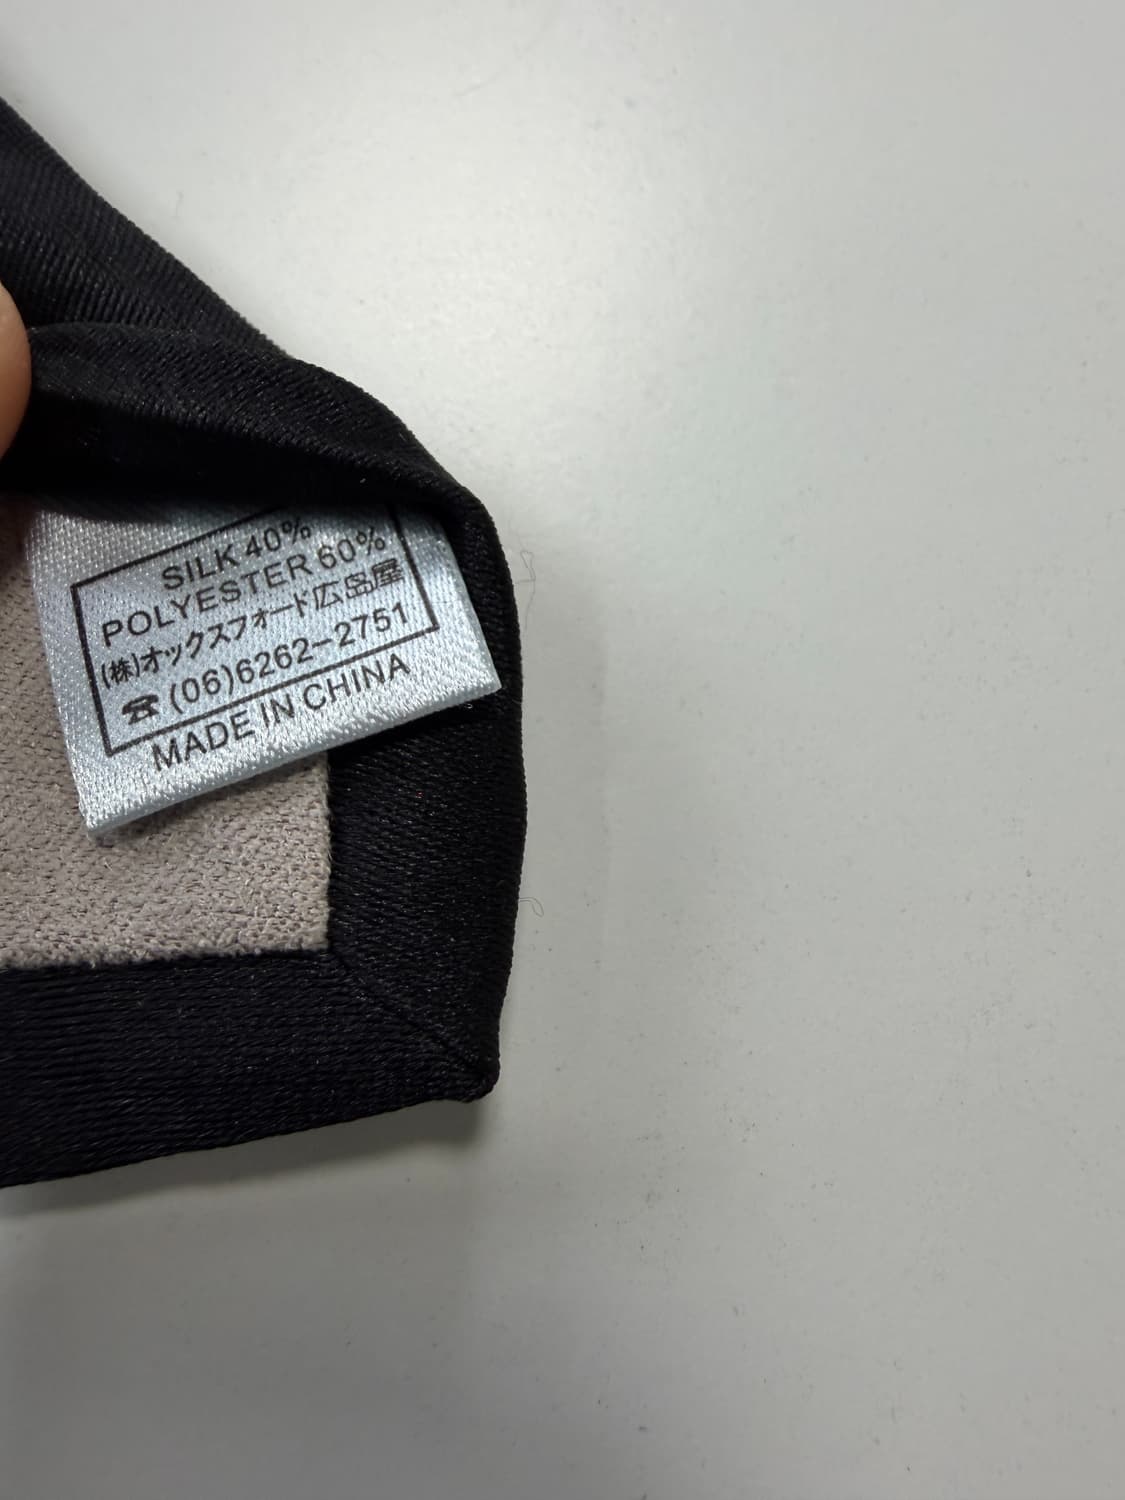 SILK 40%
POLYESTER 60%
(株)オックスフォード広島屋
☎(06)6262-2751
MADE IN CHINA